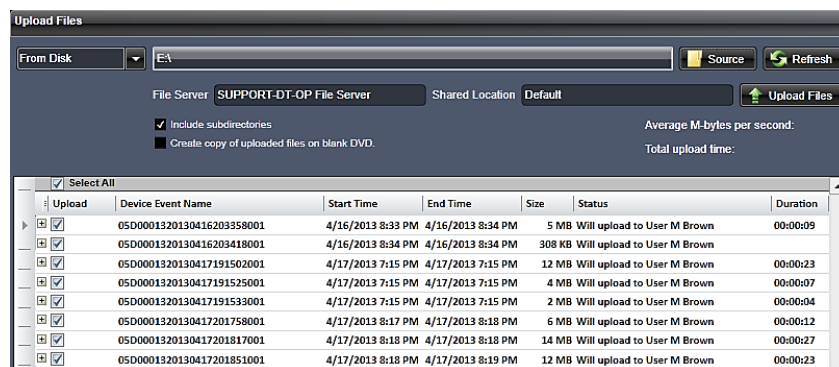 Upload Files
From Disk E:\ Source Refresh
File Server SUPPORT-DT-OP File Server Shared Location Default Upload Files
Include subdirectories Average M-bytes per second:
Create copy of uploaded files on blank DVD. Total upload time:
Select All
Upload Device Event Name Start Time End Time Size Status Duration
05D0001320130416203358001 4/16/2013 8:33 PM 4/16/2013 8:34 PM 5 MB Will upload to User M Brown 00:00:09
05D0001320130416203418001 4/16/2013 8:34 PM 4/16/2013 8:34 PM 308 KB Will upload to User M Brown
05D0001320130417191502001 4/17/2013 7:15 PM 4/17/2013 7:15 PM 12 MB Will upload to User M Brown 00:00:23
05D0001320130417191525001 4/17/2013 7:15 PM 4/17/2013 7:15 PM 4 MB Will upload to User M Brown 00:00:07
05D0001320130417191533001 4/17/2013 7:15 PM 4/17/2013 7:15 PM 2 MB Will upload to User M Brown 00:00:04
05D0001320130417201758001 4/17/2013 8:17 PM 4/17/2013 8:18 PM 6 MB Will upload to User M Brown 00:00:12
05D0001320130417201817001 4/17/2013 8:18 PM 4/17/2013 8:18 PM 14 MB Will upload to User M Brown 00:00:27
05D0001320130417201851001 4/17/2013 8:18 PM 4/17/2013 8:19 PM 12 MB Will upload to User M Brown 00:00:23